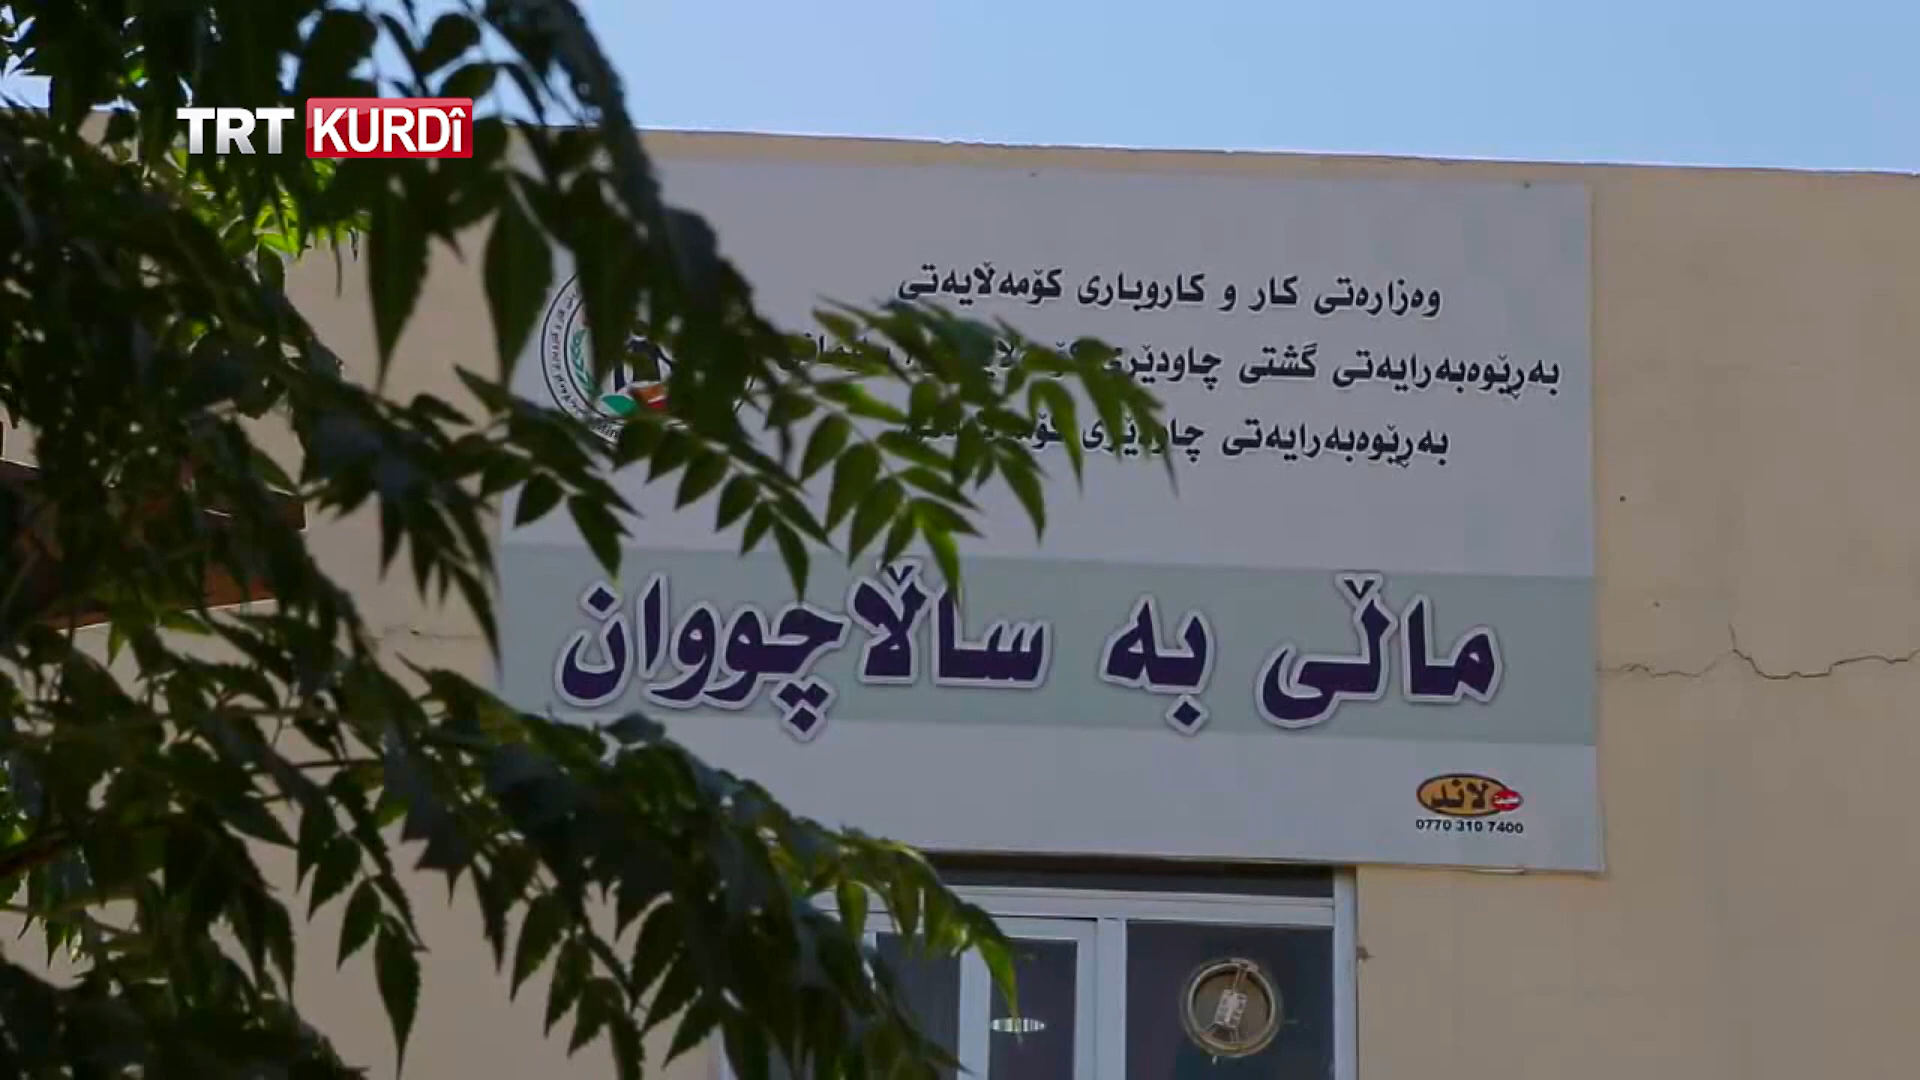 TRT KURDÎ
وەزارەتی کار و کاروباری کۆمەڵایەتی
بەڕێوەبەرایەتی گشتی چاودێری
بەڕێوەبەرایەتی چاودێری
ماڵی بە ساڵاچووان
لاند
0770 310 7400